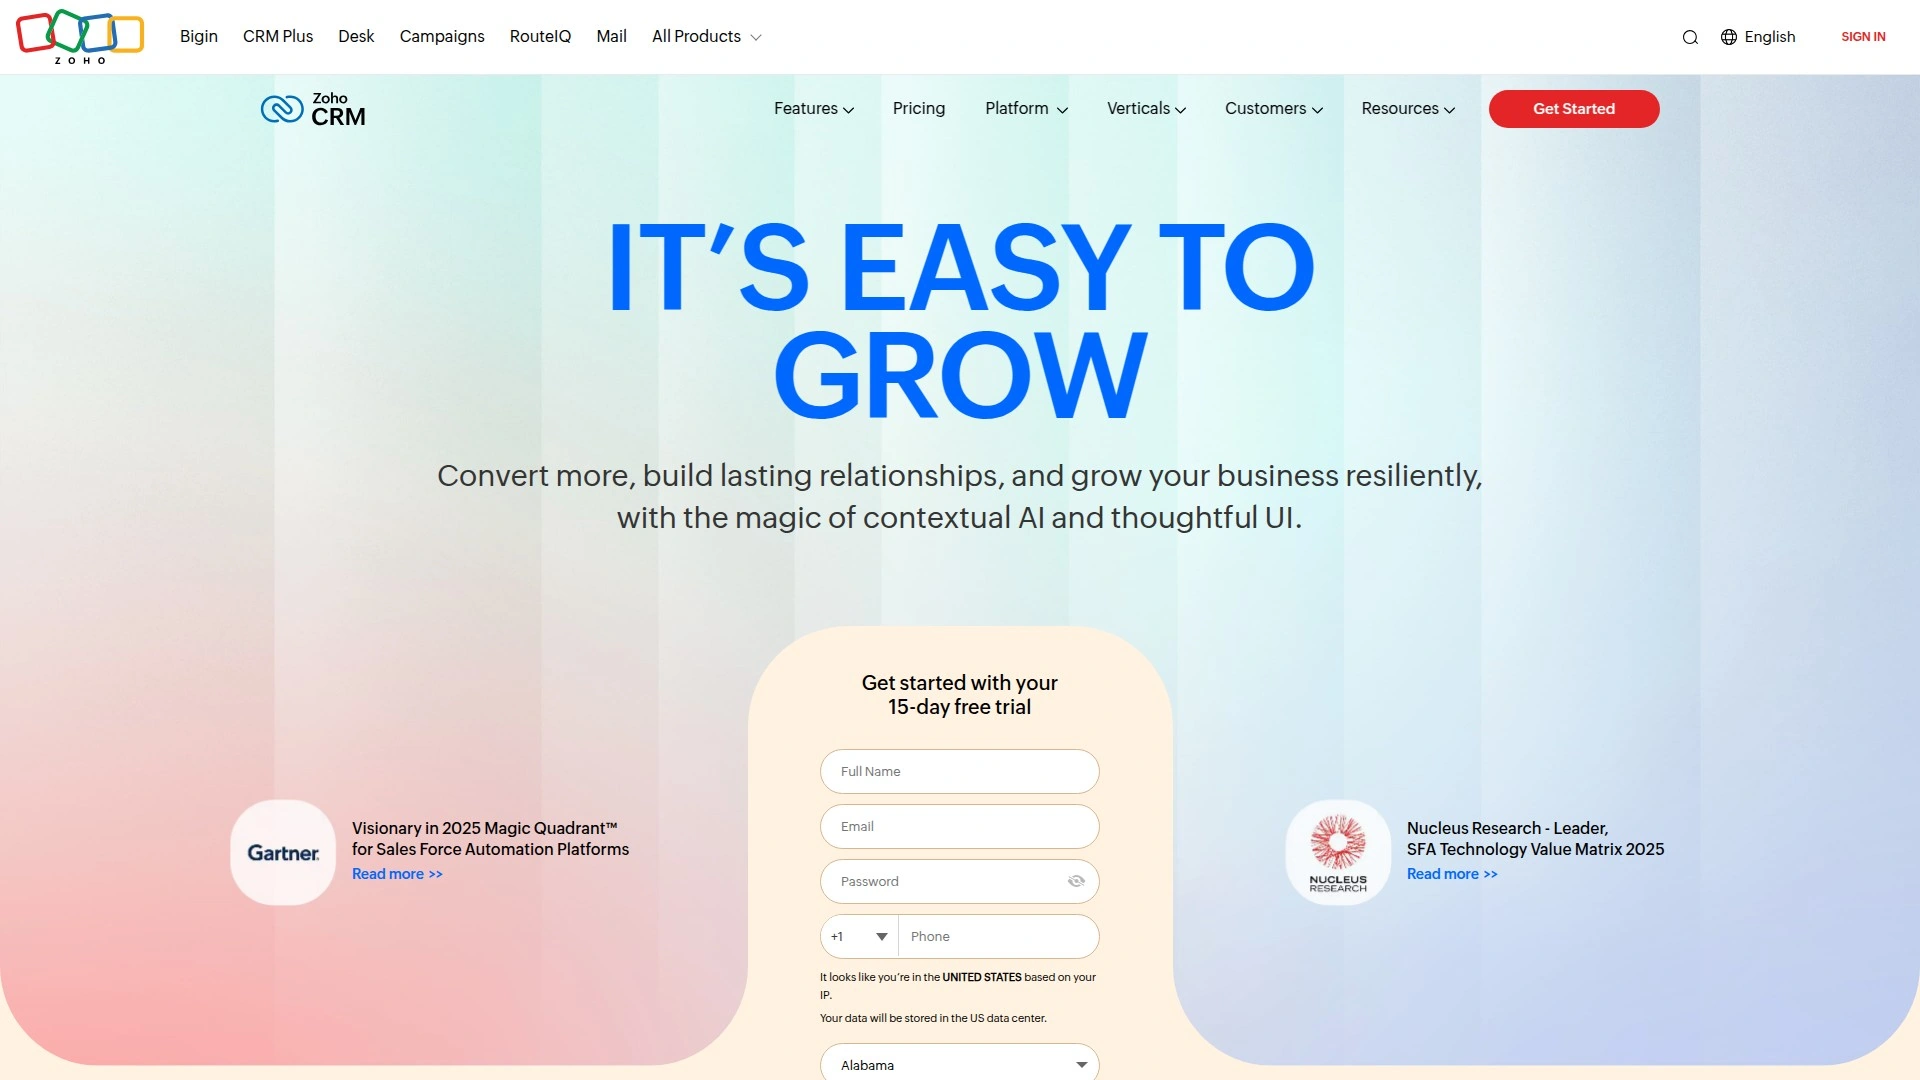 ZOHO
Bigin
CRM Plus
Desk
Campaigns
RouteIQ
Mail
All Products
English
SIGN IN
Zoho
CRM
Features
Pricing
Platform
Verticals
Customers
Resources
Get Started
IT’S EASY TO
GROW
Convert more, build lasting relationships, and grow your business resiliently,
with the magic of contextual AI and thoughtful UI.
Get started with your
15-day free trial
Full Name
Email
Password
+1
Phone
It looks like you’re in the UNITED STATES based on your
IP.
Your data will be stored in the US data center.
Alabama
Gartner
Visionary in 2025 Magic Quadrant™
for Sales Force Automation Platforms
Read more >>
NUCLEUS
RESEARCH
Nucleus Research - Leader,
SFA Technology Value Matrix 2025
Read more >>